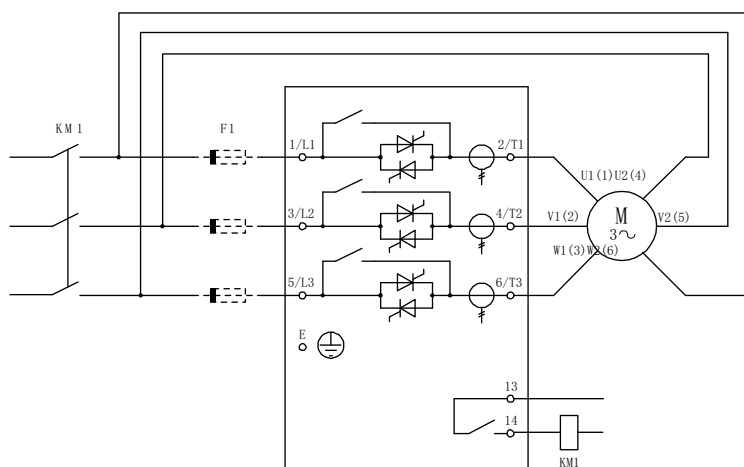 KM1
F1
1/L1
2/T1
U1(1)
U2(4)
3/L2
4/T2
V1(2)
M
3~
V2(5)
W1(3)
W2(6)
5/L3
6/T3
E
13
14
KM1